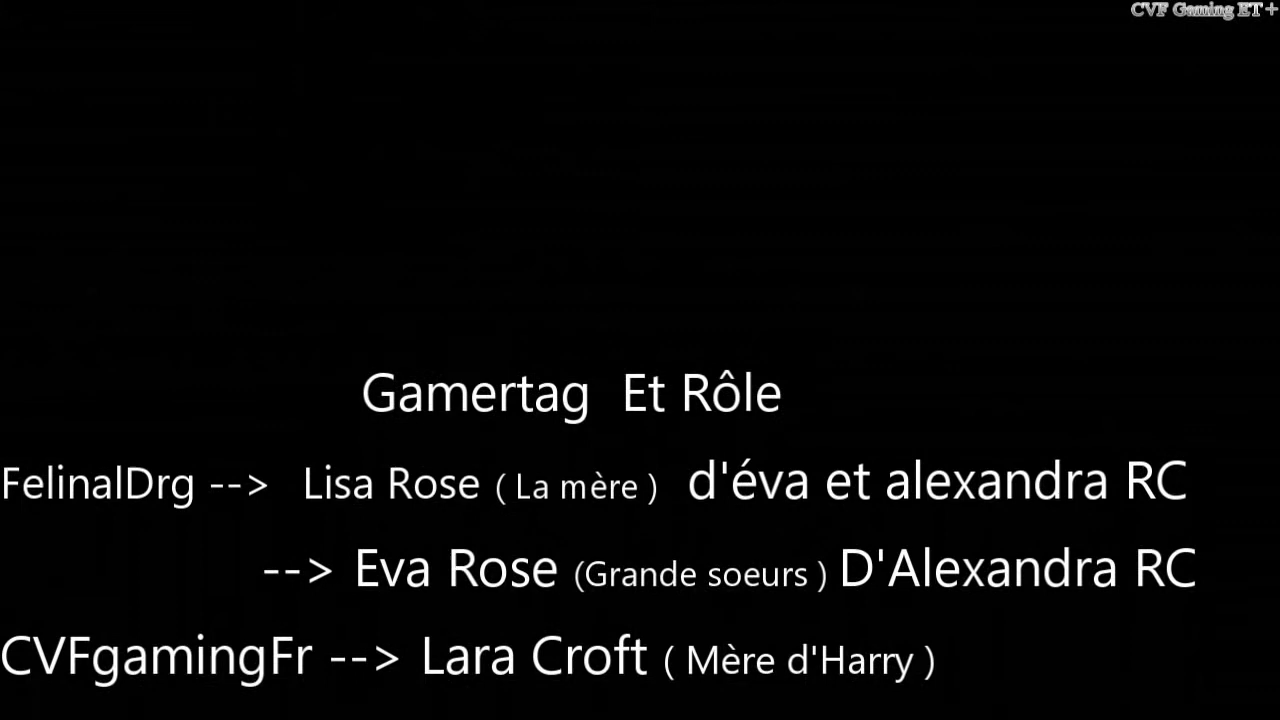 CVF Gaming ET +
Gamertag Et Rôle
FelinalDrg --> Lisa Rose ( La mère ) d'éva et alexandra RC
--> Eva Rose (Grande soeurs ) D'Alexandra RC
CVFgamingFr --> Lara Croft ( Mère d'Harry )